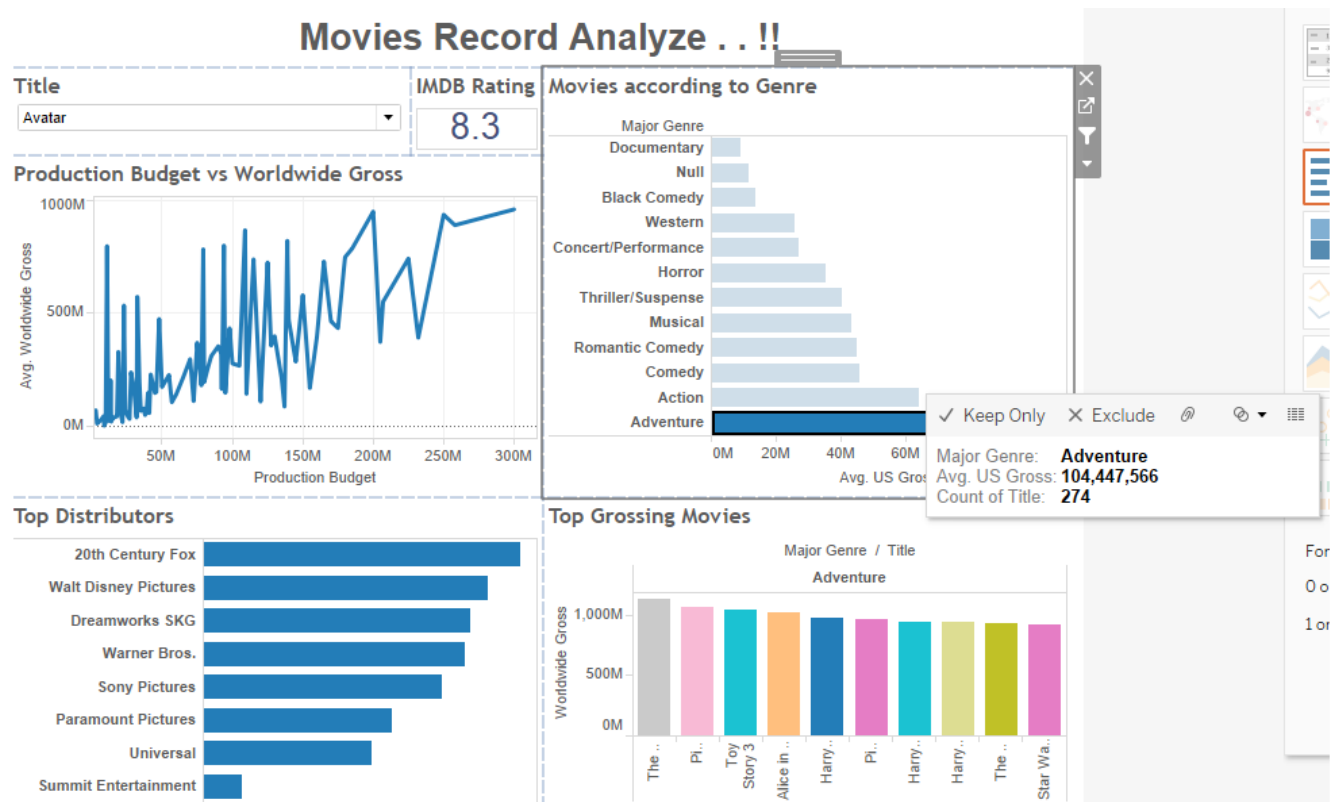 Movies Record Analyze . . !!
Title
Avatar
IMDB Rating
8.3
Production Budget vs Worldwide Gross
1000M
500M
0M
Avg. Worldwide Gross
50M 100M 150M 200M 250M 300M
Production Budget
Movies according to Genre
Major Genre
Documentary
Null
Black Comedy
Western
Concert/Performance
Horror
Thriller/Suspense
Musical
Romantic Comedy
Comedy
Action
Adventure
0M 20M 40M 60M
Avg. US Gros
Keep Only Exclude
Major Genre: Adventure
Avg. US Gross: 104,447,566
Count of Title: 274
Top Distributors
20th Century Fox
Walt Disney Pictures
Dreamworks SKG
Warner Bros.
Sony Pictures
Paramount Pictures
Universal
Summit Entertainment
Top Grossing Movies
Major Genre / Title
Adventure
1,000M
500M
0M
Worldwide Gross
The ..
Pi..
Toy
Story 3
Alice in ..
Harry..
Pi..
Harry..
Harry..
The ..
Star Wa..
For
0 o
1 or